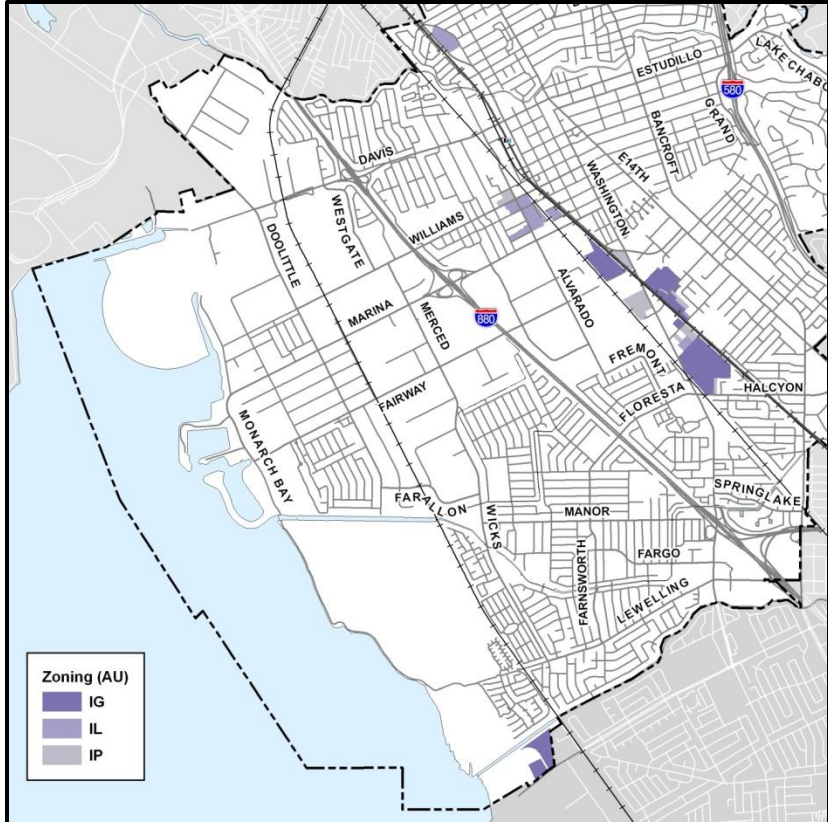 ESTUDILLO
LAKE CHABO
580
GRAND
BANCROFT
E14TH
DAVIS
WASHINGTON
WESTGATE
WILLIAMS
DOOLITTLE
ALVARADO
MARINA
MERCED
880
FREMONT
FAIRWAY
FLORESTA
HALCYON
MONARCH BAY
SPRINGLAKE
FARALLON
WICKS
MANOR
FARGO
FARNSWORTH
LEWELLING
Zoning (AU)
IG
IL
IP